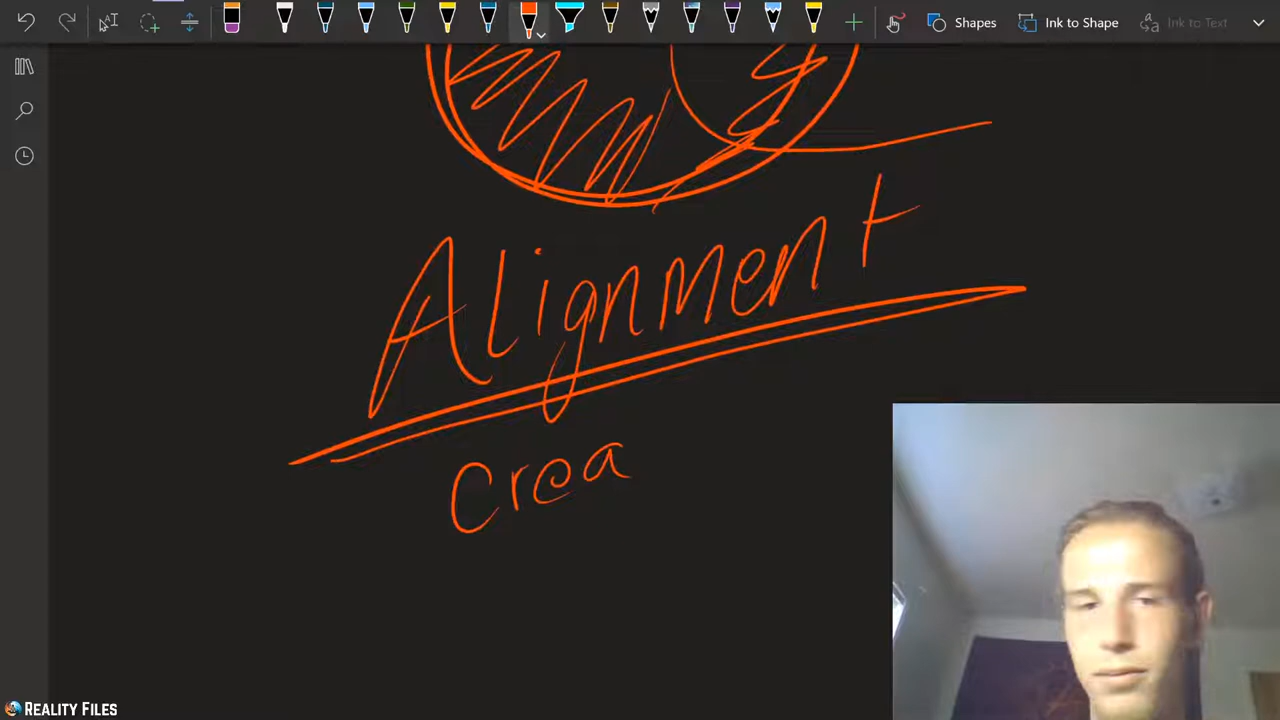 Shapes
Ink to Shape
Ink to Text
Alignment
Crea
REALITY FILES